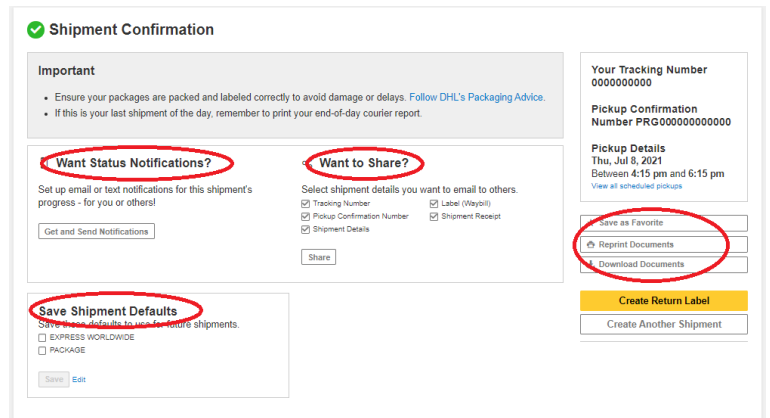 Shipment Confirmation
Important
• Ensure your packages are packed and labeled correctly to avoid damage or delays. Follow DHL's Packaging Advice.
• If this is your last shipment of the day, remember to print your end-of-day courier report.
Want Status Notifications?
Set up email or text notifications for this shipment's
progress - for you or others!
Get and Send Notifications
Want to Share?
Select shipment details you want to email to others.
Tracking Number
Label (Waybill)
Pickup Confirmation Number
Shipment Receipt
Shipment Details
Share
Save Shipment Defaults
Save these defaults to use for future shipments.
EXPRESS WORLDWIDE
PACKAGE
Save Edit
Your Tracking Number
0000000000
Pickup Confirmation
Number PRG000000000000
Pickup Details
Thu, Jul 8, 2021
Between 4:15 pm and 6:15 pm
View all scheduled pickups
Save as Favorite
Reprint Documents
Download Documents
Create Return Label
Create Another Shipment